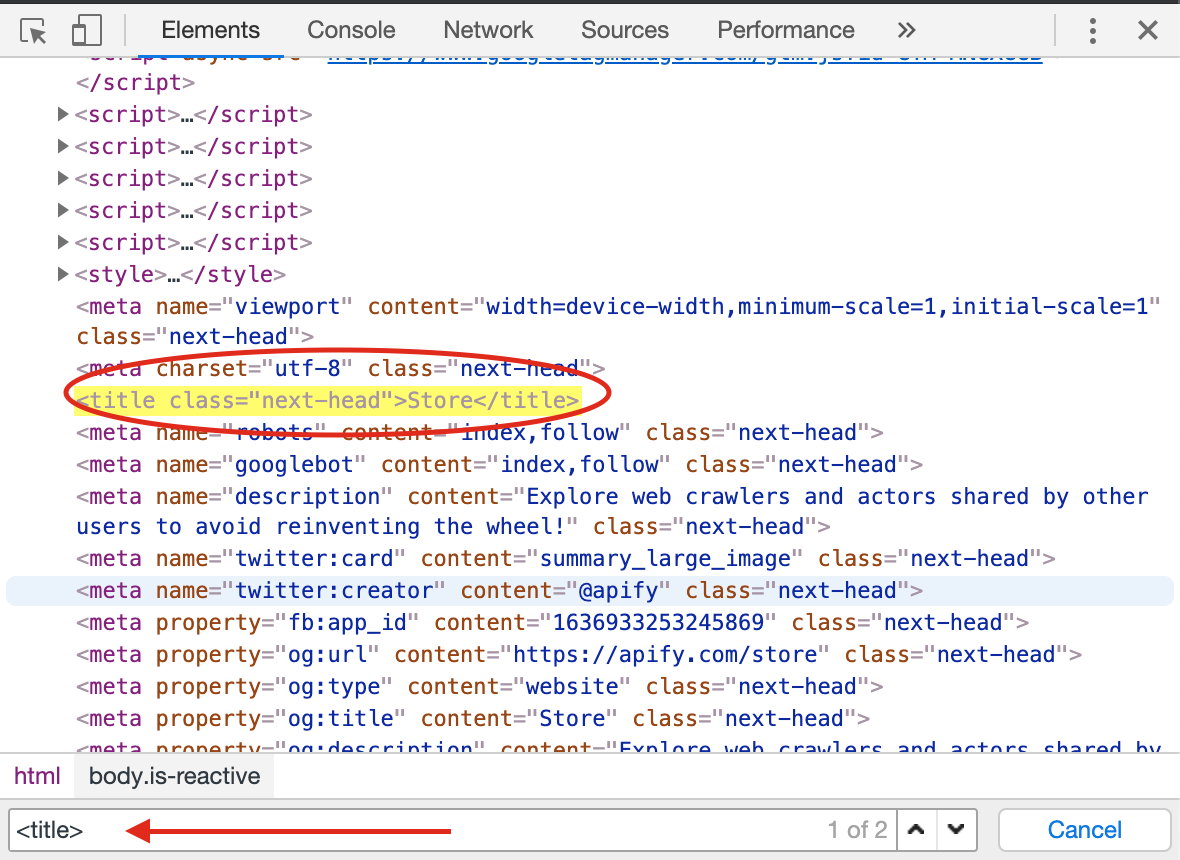 Elements Console Network Sources Performance »
https://www.googletagmanager.com/gtm.js?id=
</script>
▶<script>…</script>
▶<script>…</script>
▶<script>…</script>
▶<script>…</script>
▶<script>…</script>
▶<style>…</style>
<meta name="viewport" content="width=device-width,minimum-scale=1,initial-scale=1"
class="next-head">
<meta charset="utf-8" class="next-head">
<title class="next-head">Store</title>
<meta name="robots" content="index,follow" class="next-head">
<meta name="googlebot" content="index,follow" class="next-head">
<meta name="description" content="Explore web crawlers and actors shared by other
users to avoid reinventing the wheel!" class="next-head">
<meta name="twitter:card" content="summary_large_image" class="next-head">
<meta name="twitter:creator" content="@apify" class="next-head">
<meta property="fb:app_id" content="1636933253245869" class="next-head">
<meta property="og:url" content="https://apify.com/store" class="next-head">
<meta property="og:type" content="website" class="next-head">
<meta property="og:title" content="Store" class="next-head">
<meta property="og:description" content="Explore web crawlers and actors shared by
html body.is-reactive
<title> 1 of 2 Cancel